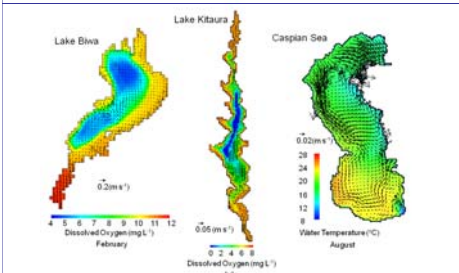 Lake Biwa
0.2(m s⁻¹)
4 5 6 7 8 9 10 11 12
Dissolved Oxygen (mg L⁻¹)
February
Lake Kitaura
0.05(m s⁻¹)
0 2 4 6 8
Dissolved Oxygen (mg L⁻¹)
Caspian Sea
0.02(m s⁻¹)
28
24
20
16
12
8
Water Temperature (°C)
August